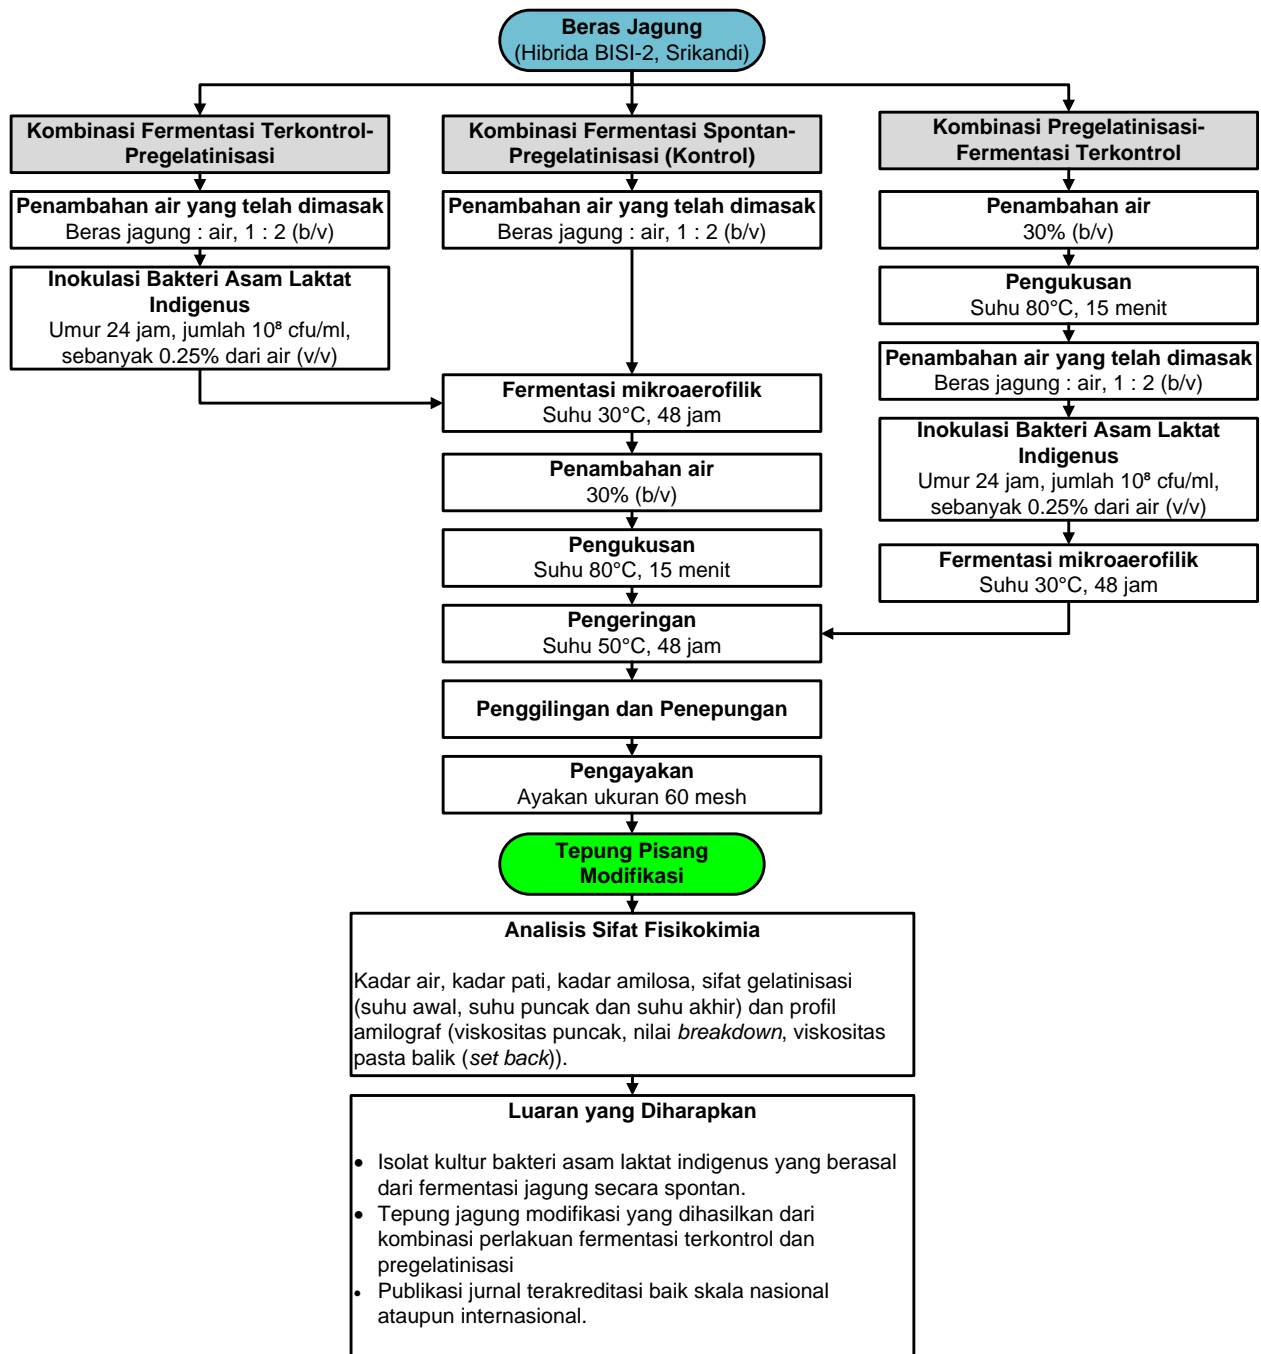 Beras Jagung
(Hibrida BISI-2, Srikandi)
Kombinasi Fermentasi Terkontrol-
Pregelatinisasi
Penambahan air yang telah dimasak
Beras jagung : air, 1 : 2 (b/v)
Inokulasi Bakteri Asam Laktat
Indigenus
Umur 24 jam, jumlah 10⁸ cfu/ml,
sebanyak 0.25% dari air (v/v)
Kombinasi Fermentasi Spontan-
Pregelatinisasi (Kontrol)
Penambahan air yang telah dimasak
Beras jagung : air, 1 : 2 (b/v)
Fermentasi mikroaerofilik
Suhu 30°C, 48 jam
Penambahan air
30% (b/v)
Pengukusan
Suhu 80°C, 15 menit
Kombinasi Pregelatinisasi-
Fermentasi Terkontrol
Penambahan air
30% (b/v)
Pengukusan
Suhu 80°C, 15 menit
Penambahan air yang telah dimasak
Beras jagung : air, 1 : 2 (b/v)
Inokulasi Bakteri Asam Laktat
Indigenus
Umur 24 jam, jumlah 10⁸ cfu/ml,
sebanyak 0.25% dari air (v/v)
Fermentasi mikroaerofilik
Suhu 30°C, 48 jam
Pengeringan
Suhu 50°C, 48 jam
Penggilingan dan Penepungan
Pengayakan
Ayakan ukuran 60 mesh
Tepung Pisang
Modifikasi
Analisis Sifat Fisikokimia
Kadar air, kadar pati, kadar amilosa, sifat gelatinisasi
(suhu awal, suhu puncak dan suhu akhir) dan profil
amilograf (viskositas puncak, nilai breakdown, viskositas
pasta balik (set back)).
Luaran yang Diharapkan
• Isolat kultur bakteri asam laktat indigenus yang berasal
dari fermentasi jagung secara spontan.
• Tepung jagung modifikasi yang dihasilkan dari
kombinasi perlakuan fermentasi terkontrol dan
pregelatinisasi
• Publikasi jurnal terakreditasi baik skala nasional
ataupun internasional.